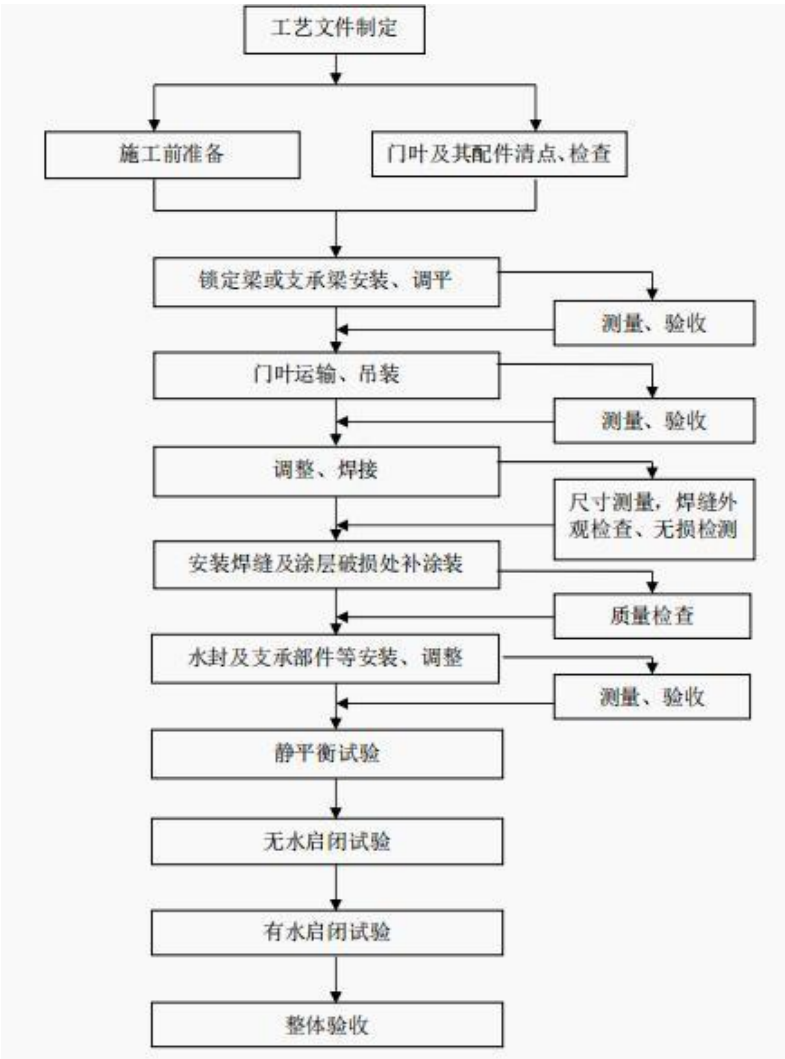 工艺文件制定
施工前准备
门叶及其配件清点、检查
锁定梁或支承梁安装、调平
测量、验收
门叶运输、吊装
测量、验收
调整、焊接
尺寸测量，焊缝外
观检查、无损检测
安装焊缝及涂层破损处补涂装
质量检查
水封及支承部件等安装、调整
测量、验收
静平衡试验
无水启闭试验
有水启闭试验
整体验收